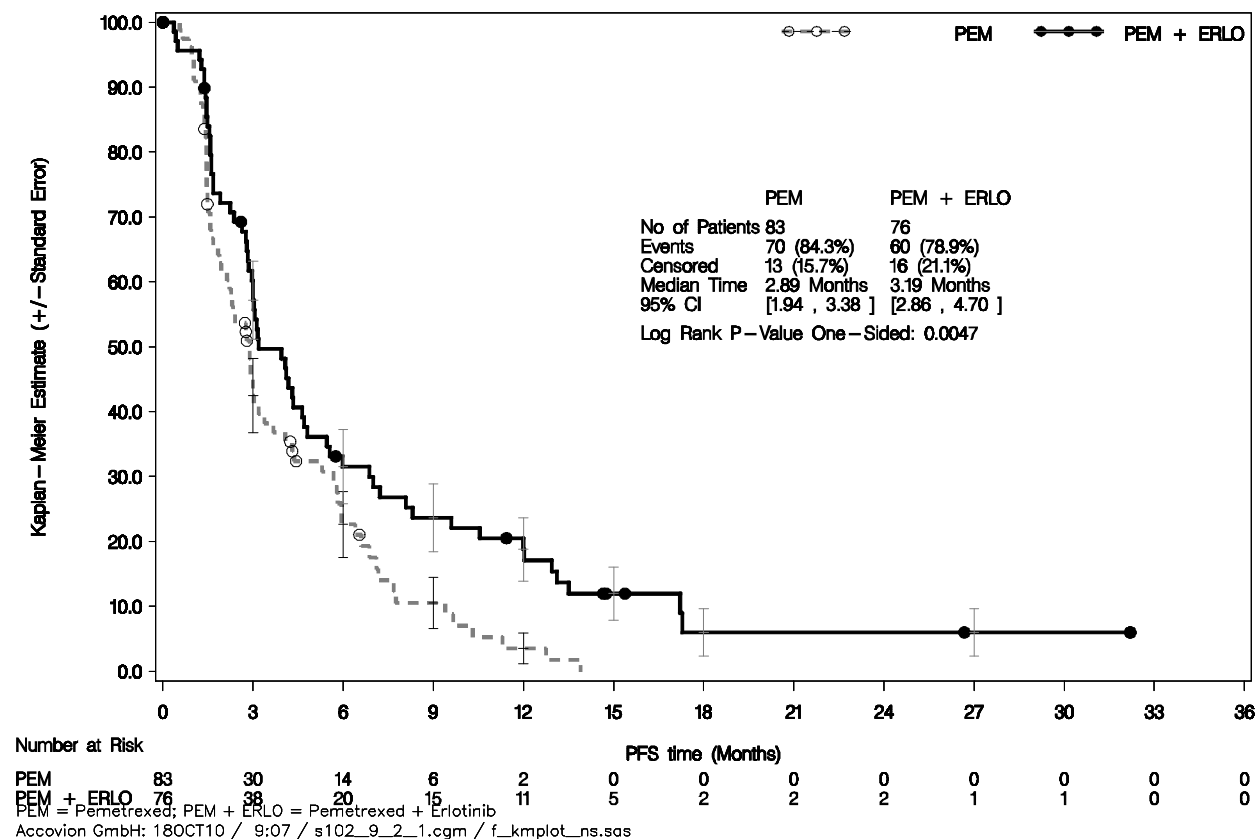 PEM PEM + ERLO
100.0
90.0
80.0
70.0
60.0
50.0
40.0
30.0
20.0
10.0
0.0
Kaplan-Meier Estimate (+/-Standard Error)
PEM PEM + ERLO
No of Patients 83 76
Events 70 (84.3%) 60 (78.9%)
Censored 13 (15.7%) 16 (21.1%)
Median Time 2.89 Months 3.19 Months
95% CI [1.94 , 3.38 ] [2.86 , 4.70 ]
Log Rank P-Value One-Sided: 0.0047
0 3 6 9 12 15 18 21 24 27 30 33 36
PFS time (Months)
Number at Risk
PEM 83 30 14 6 2 0 0 0 0 0 0 0 0
PEM + ERLO 76 38 20 15 11 5 2 2 2 1 1 0 0
PEM = Pemetrexed; PEM + ERLO = Pemetrexed + Erlotinib
Accovion GmbH: 18OCT10 / 9:07 / s102_9_2_1.cgm / f_kmplot_ns.sas